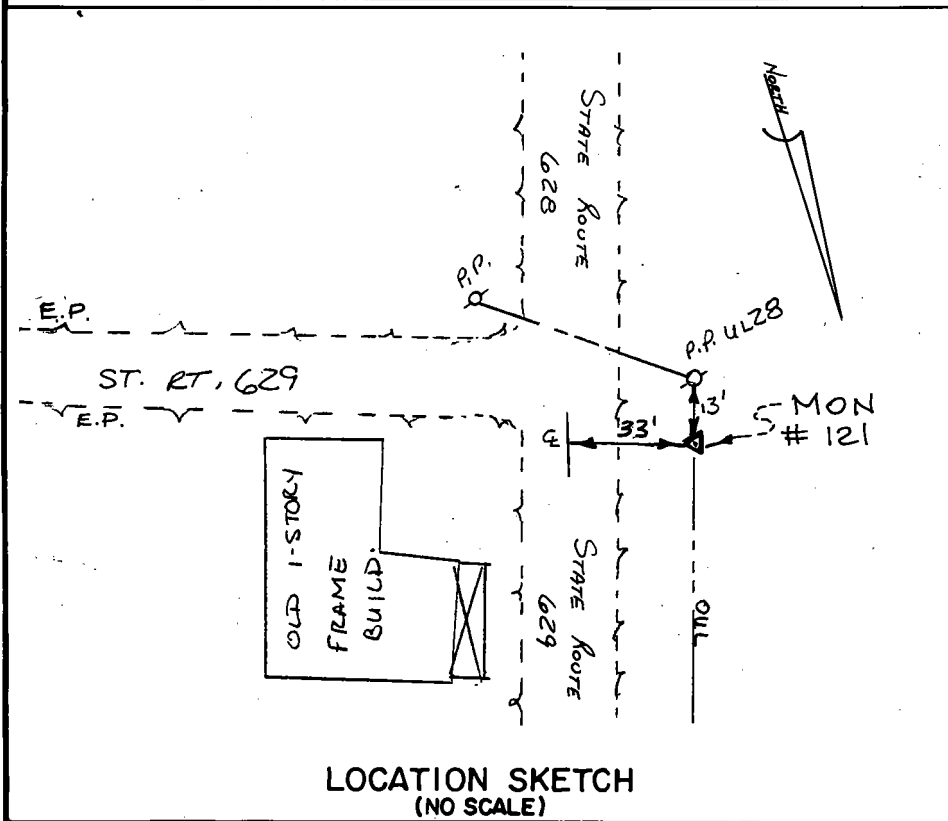 NORTH
STATE ROUTE
628
P.P.
E.P.
P.P. UL28
ST. RT. 629
E.P.
13'
MON
# 121
℄
33'
OLD 1-STORY
FRAME
BUILD.
STATE ROUTE
629
OUL
LOCATION SKETCH
(NO SCALE)